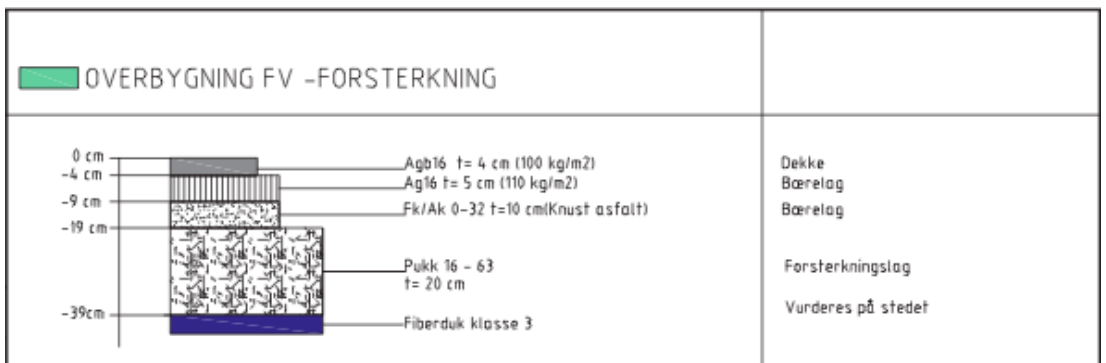 OVERBYGNING FV -FORSTERKNING
0 cm
-4 cm
-9 cm
-19 cm
-39cm
Agb16 t= 4 cm (100 kg/m2)
Ag16 t= 5 cm (110 kg/m2)
Fk/Ak 0-32 t=10 cm(Knust asfalt)
Pukk 16 - 63
t= 20 cm
Fiberduk klasse 3
Dekke
Bærelag
Bærelag
Forsterkningslag
Vurderes på stedet